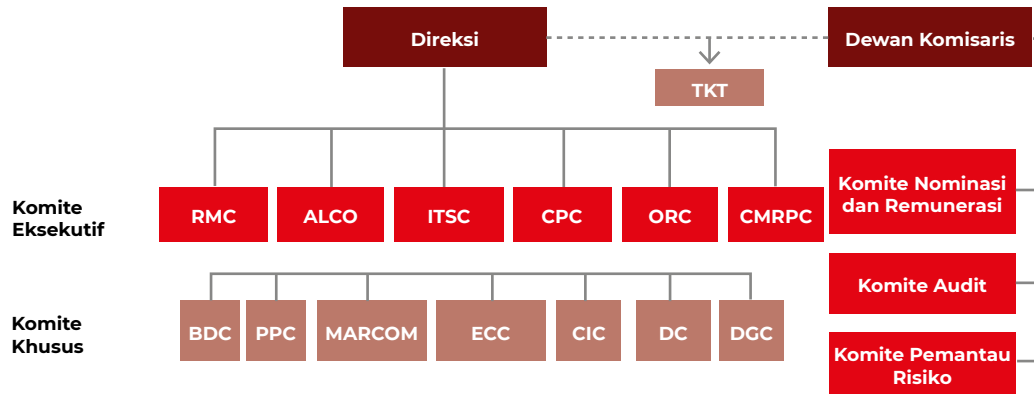 Direksi
Dewan Komisaris
TKT
Komite
Eksekutif
RMC
ALCO
ITSC
CPC
ORC
CMRPC
Komite Nominasi
dan Remunerasi
Komite Audit
Komite
Khusus
BDC
PPC
MARCOM
ECC
CIC
DC
DGC
Komite Pemantau
Risiko